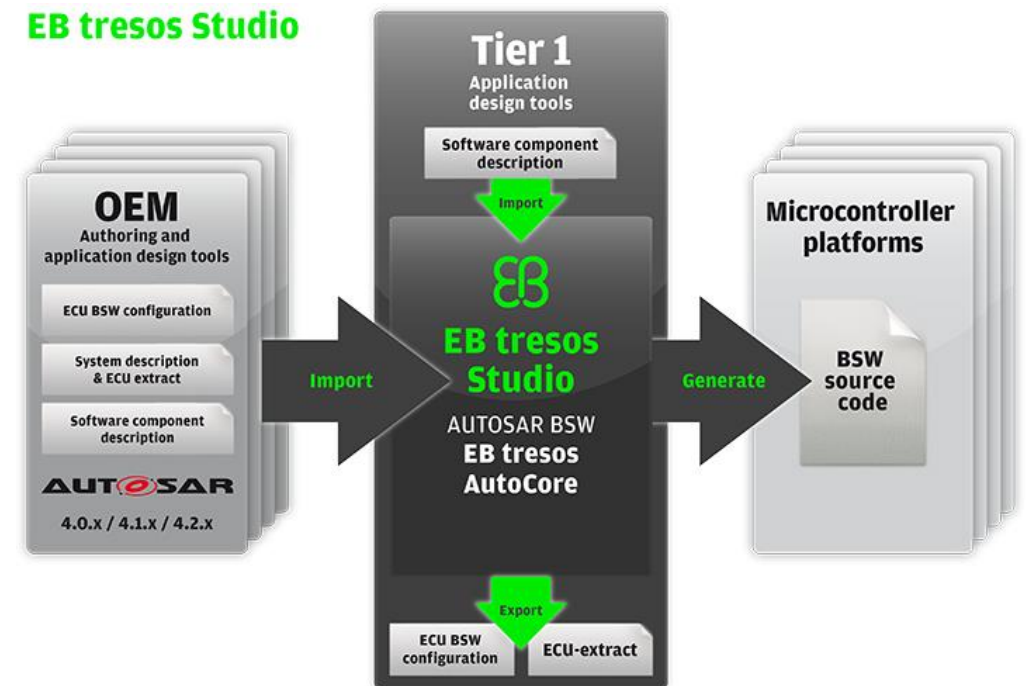 EB tresos Studio
OEM
Authoring and
application design tools
ECU BSW configuration
System description
& ECU extract
Software component
description
AUTOSAR
4.0.x / 4.1.x / 4.2.x
Import
Tier 1
Application
design tools
Software component
description
Import
EB
EB tresos
Studio
AUTOSAR BSW
EB tresos
AutoCore
Export
ECU BSW
configuration
ECU-extract
Generate
Microcontroller
platforms
BSW
source
code